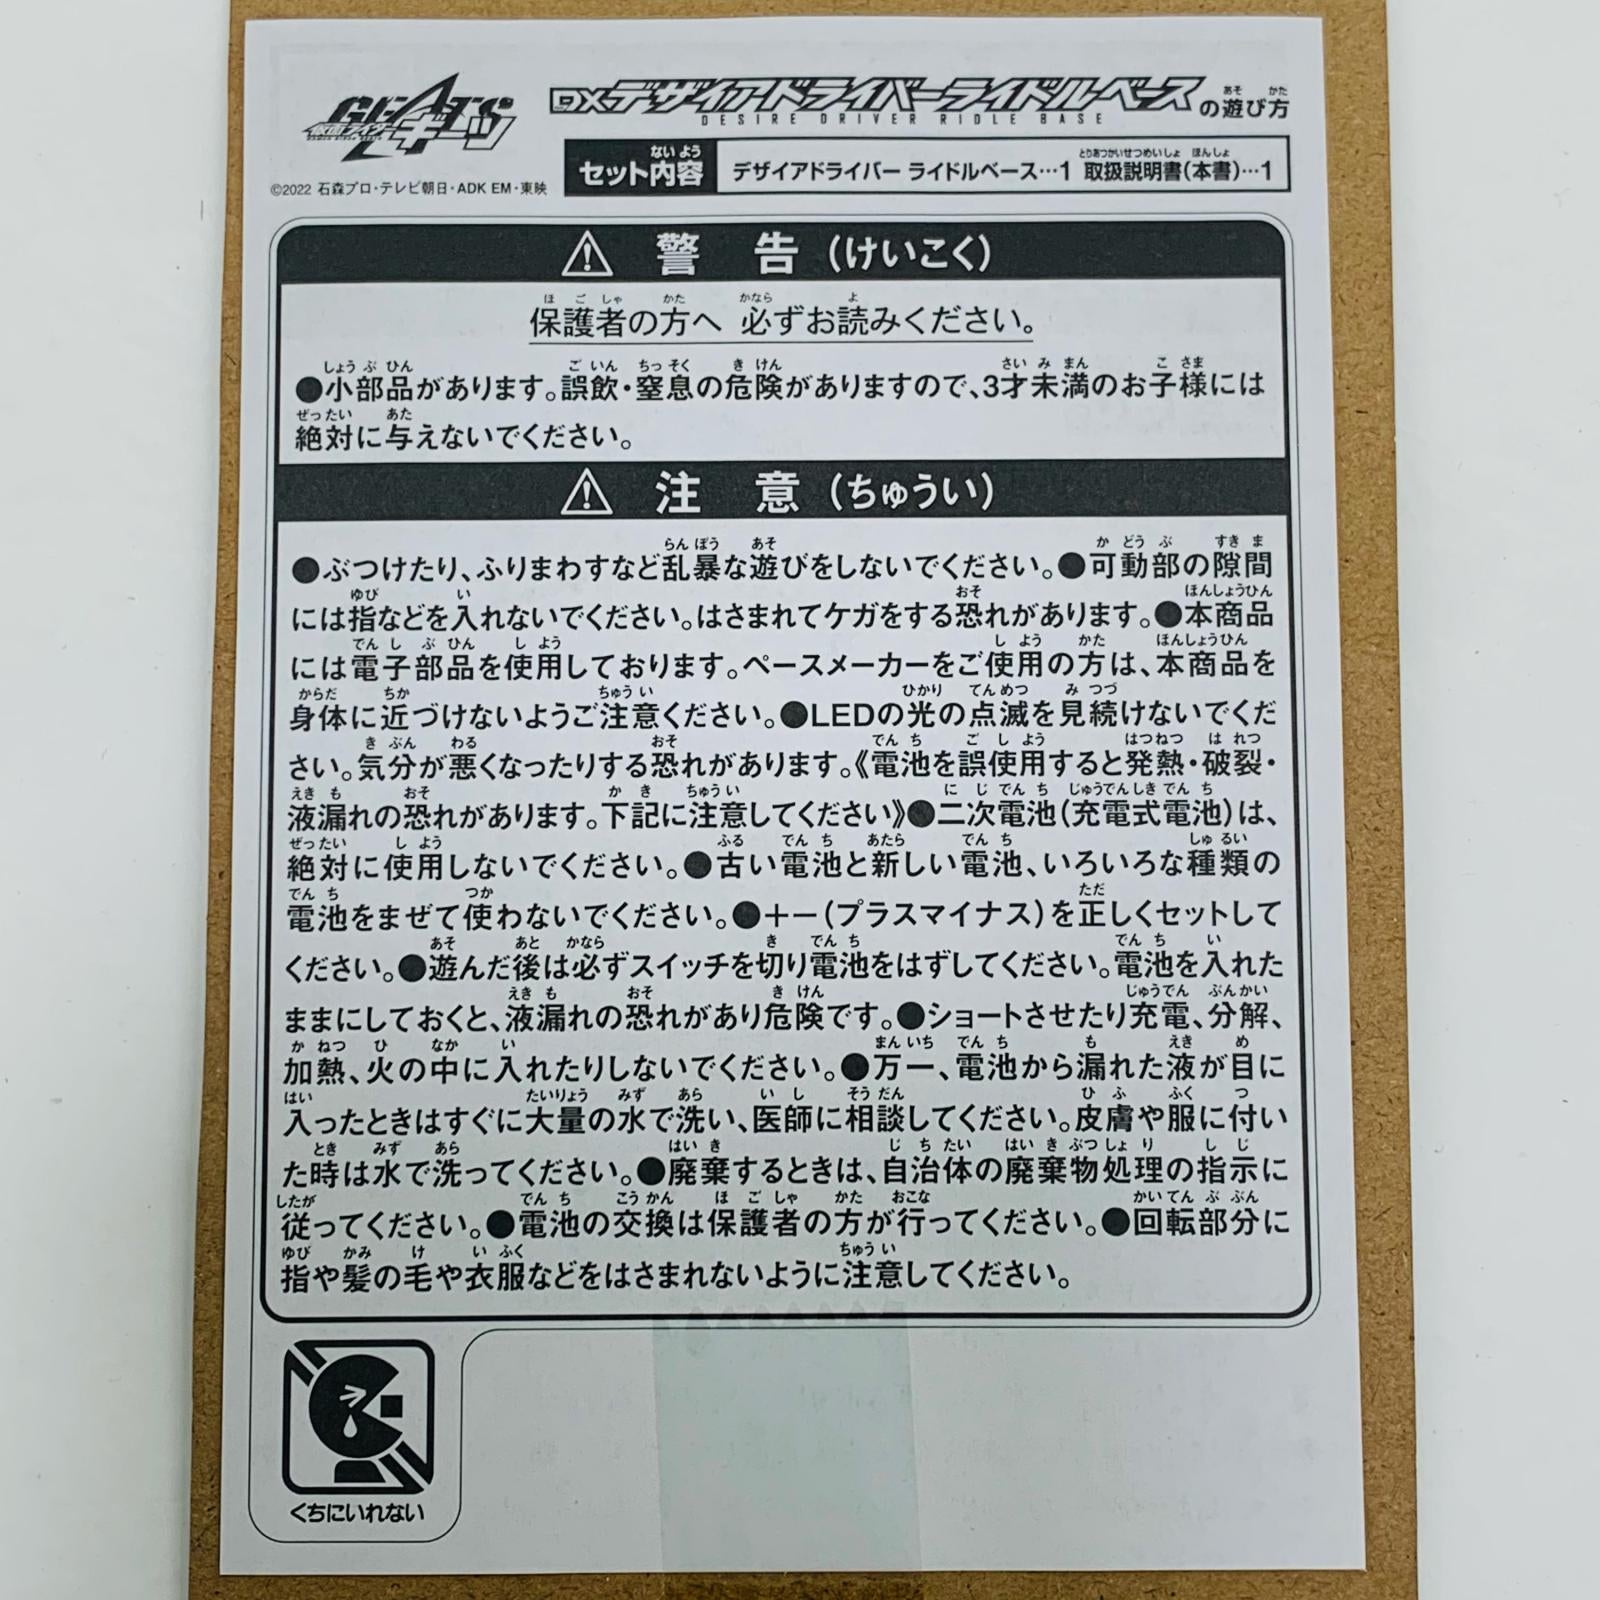 GEATS
仮面ライダーギーツ
©2022 石森プロ・テレビ朝日・ADK EM・東映
DXデザイアドライバーライドルベースの遊び方
DESIRE DRIVER RIDLE BASE
セット内容 デザイアドライバー ライドルベース…1 取扱説明書(本書)…1
⚠ 警告(けいこく)
保護者の方へ 必ずお読みください。
●小部品があります。誤飲・窒息の危険がありますので、3才未満のお子様には
絶対に与えないでください。
⚠ 注意(ちゅうい)
●ぶつけたり、ふりまわすなど乱暴な遊びをしないでください。●可動部の隙間
には指などを入れないでください。はさまれてケガをする恐れがあります。●本商品
には電子部品を使用しております。ペースメーカーをご使用の方は、本商品を
身体に近づけないようご注意ください。●LEDの光の点滅を見続けないでくだ
さい。気分が悪くなったりする恐れがあります。《電池を誤使用すると発熱・破裂・
液漏れの恐れがあります。下記に注意してください》●二次電池(充電式電池)は、
絶対に使用しないでください。●古い電池と新しい電池、いろいろな種類の
電池をまぜて使わないでください。●+−(プラスマイナス)を正しくセットして
ください。●遊んだ後は必ずスイッチを切り電池をはずしてください。電池を入れた
ままにしておくと、液漏れの恐れがあり危険です。●ショートさせたり充電、分解、
加熱、火の中に入れたりしないでください。●万一、電池から漏れた液が目に
入ったときはすぐに大量の水で洗い、医師に相談してください。皮膚や服に付い
た時は水で洗ってください。●廃棄するときは、自治体の廃棄物処理の指示に
従ってください。●電池の交換は保護者の方が行ってください。●回転部分に
指や髪の毛や衣服などをはさまれないように注意してください。
くちにいれない